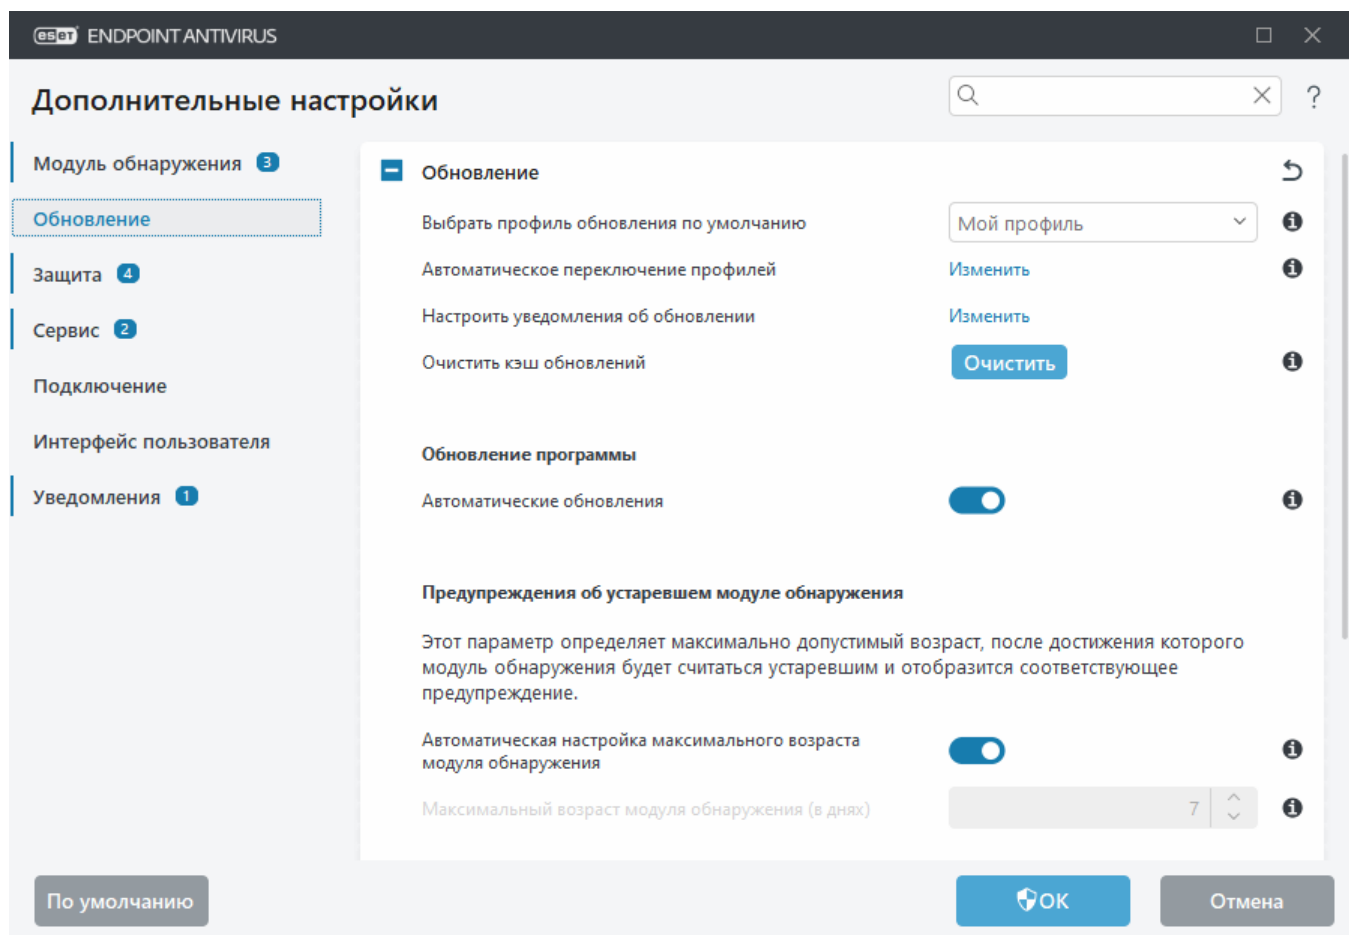 eset ENDPOINT ANTIVIRUS
Дополнительные настройки
?
Модуль обнаружения 3
Обновление
Защита 4
Сервис 2
Подключение
Интерфейс пользователя
Уведомления 1
Обновление
Выбрать профиль обновления по умолчанию Мой профиль
Автоматическое переключение профилей Изменить
Настроить уведомления об обновлении Изменить
Очистить кэш обновлений Очистить
Обновление программы
Автоматические обновления
Предупреждения об устаревшем модуле обнаружения
Этот параметр определяет максимально допустимый возраст, после достижения которого
модуль обнаружения будет считаться устаревшим и отобразится соответствующее
предупреждение.
Автоматическая настройка максимального возраста
модуля обнаружения
Максимальный возраст модуля обнаружения (в днях) 7
По умолчанию ОК Отмена